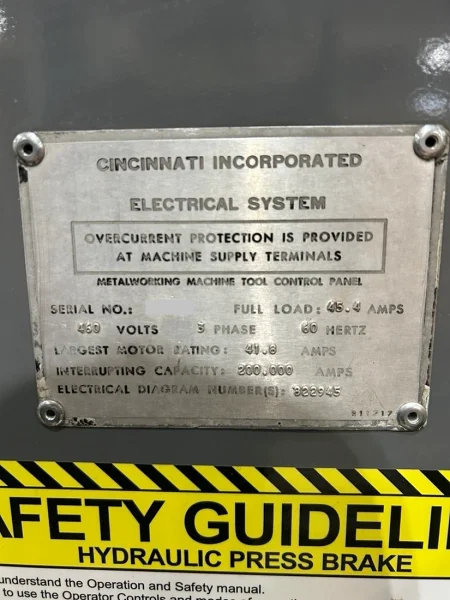 CINCINNATI INCORPORATED
ELECTRICAL SYSTEM
OVERCURRENT PROTECTION IS PROVIDED
AT MACHINE SUPPLY TERMINALS
METALWORKING MACHINE TOOL CONTROL PANEL
SERIAL NO.: FULL LOAD: 45.4 AMPS
460 VOLTS 3 PHASE 60 HERTZ
LARGEST MOTOR RATING: 41.8 AMPS
INTERRUPTING CAPACITY: 200,000 AMPS
ELECTRICAL DIAGRAM NUMBER(S): 822945
AFETY GUIDELI
HYDRAULIC PRESS BRAKE
understand the Operation and Safety manual.
to use the Operator Controls and